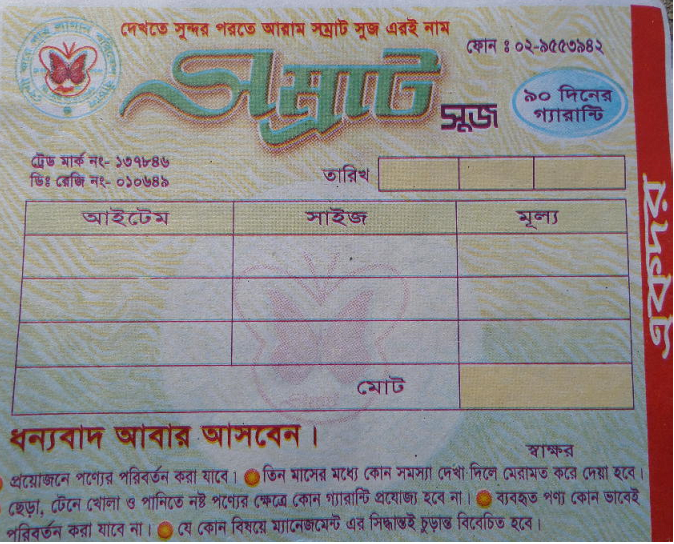 দেখতে সুন্দর পরতে আরাম সম্রাট সুজ এরই নাম
ফোন ঃ ০২-৯৫৫৩৯৪২
সম্রাট
সুজ
৯০ দিনের
গ্যারান্টি
ট্রেড মার্ক নং- ১৩৭৮৪৬
ডিঃ রেজি নং- ০১০৬৪৯
তারিখ
আইটেম সাইজ মূল্য
মোট
একদর
ধন্যবাদ আবার আসবেন।
স্বাক্ষর
প্রয়োজনে পণ্যের পরিবর্তন করা যাবে। তিন মাসের মধ্যে কোন সমস্যা দেখা দিলে মেরামত করে দেয়া হবে।
ছেড়া, টেনে খোলা ও পানিতে নষ্ট পণ্যের ক্ষেত্রে কোন গ্যারান্টি প্রযোজ্য হবে না। ব্যবহৃত পণ্য কোন ভাবেই
পরিবর্তন করা যাবে না। যে কোন বিষয়ে ম্যানেজমেন্ট এর সিদ্ধান্তই চুড়ান্ত বিবেচিত হবে।